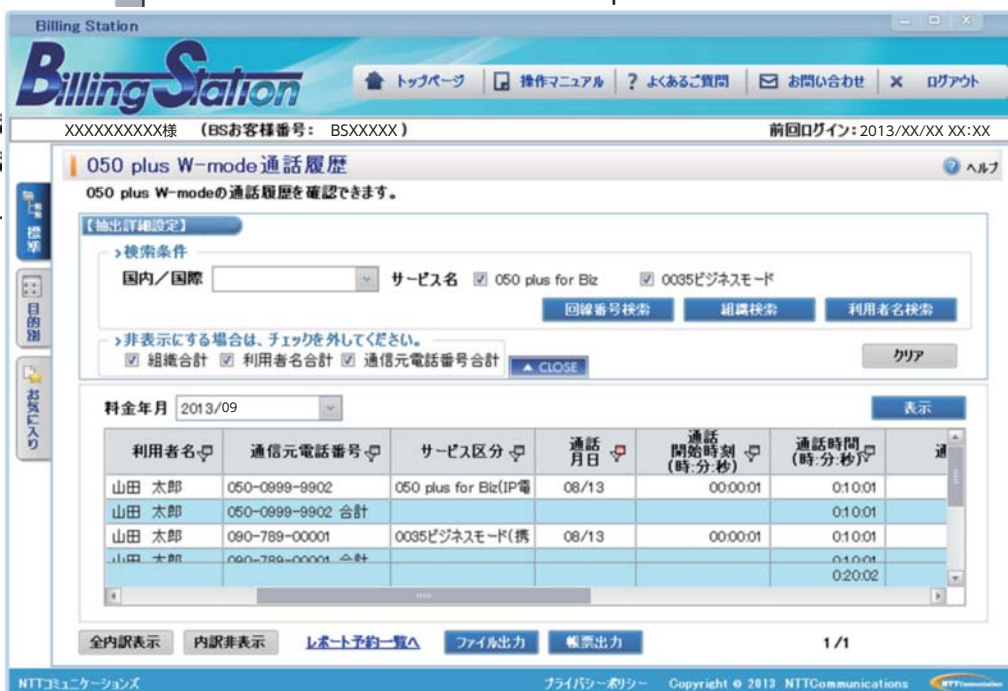 Billing Station
Billing Station
トップページ 操作マニュアル ? よくあるご質問 お問い合わせ × ログアウト
XXXXXXXXXX様 (BSお客様番号: BSXXXXX) 前回ログイン:2013/XX/XX XX:XX
050 plus W-mode通話履歴 ? ヘルプ
050 plus W-modeの通話履歴を確認できます。
標準
目的別
お気に入り
【抽出詳細設定】
>検索条件
国内/国際 サービス名 050 plus for Biz 0035ビジネスモード
回線番号検索 組織検索 利用者名検索
>非表示にする場合は、チェックを外してください。
組織合計 利用者名合計 通信元電話番号合計 ▲ CLOSE クリア
料金年月 2013/09 表示
利用者名 通信元電話番号 サービス区分 通話月日 通話開始時刻(時:分:秒) 通話時間(時:分:秒) 通
山田 太郎 050-0999-9902 050 plus for Biz(IP電 08/13 00:00:01 0:10:01
山田 太郎 050-0999-9902 合計 0:10:01
山田 太郎 090-789-00001 0035ビジネスモード(携 08/13 00:00:01 0:10:01
山田 太郎 090-789-00001 合計 0:10:01
0:20:02
全内訳表示 内訳非表示 レポート予約一覧へ ファイル出力 帳票出力 1/1
NTTコミュニケーションズ プライバシーポリシー Copyright © 2013 NTTCommunications